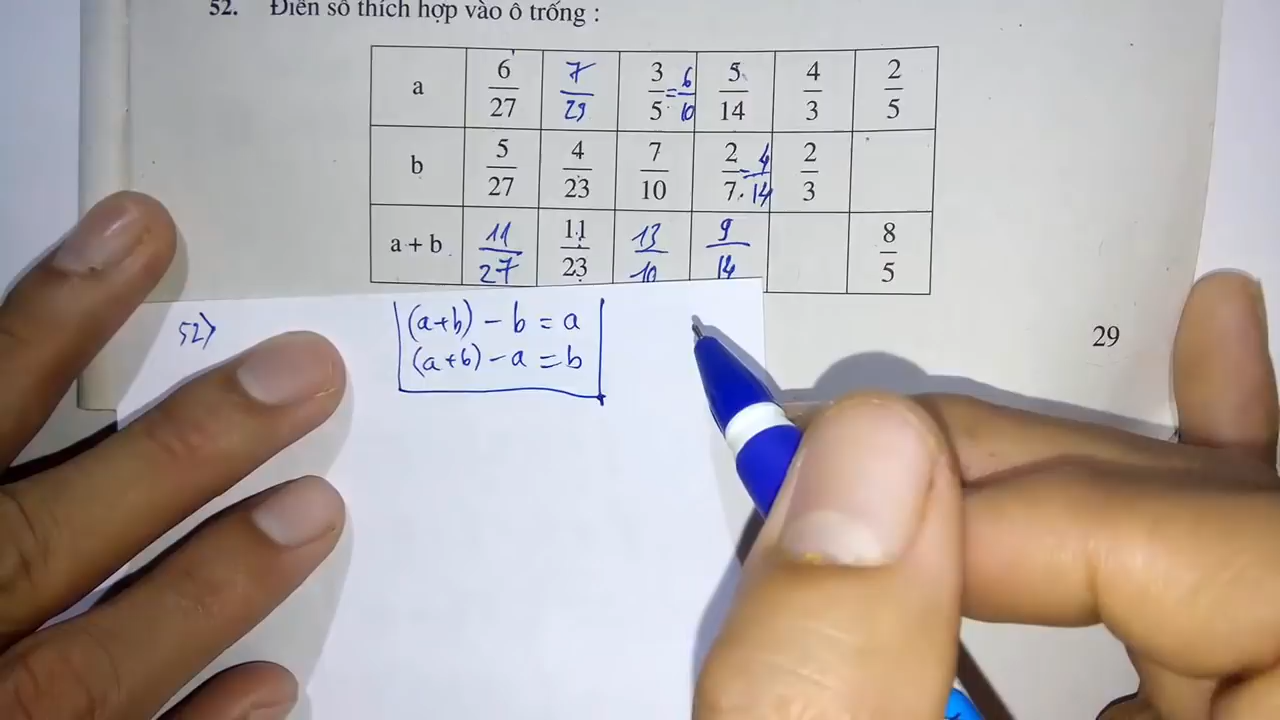 52. Điền số thích hợp vào ô trống :
a 6/27 7/23 3/5 = 6/10 5/14 4/3 2/5
b 5/27 4/23 7/10 2/7 = 4/14 2/3
a + b 11/27 11/23 13/10 9/14 8/5
52)
(a+b) - b = a
(a+b) - a = b
29